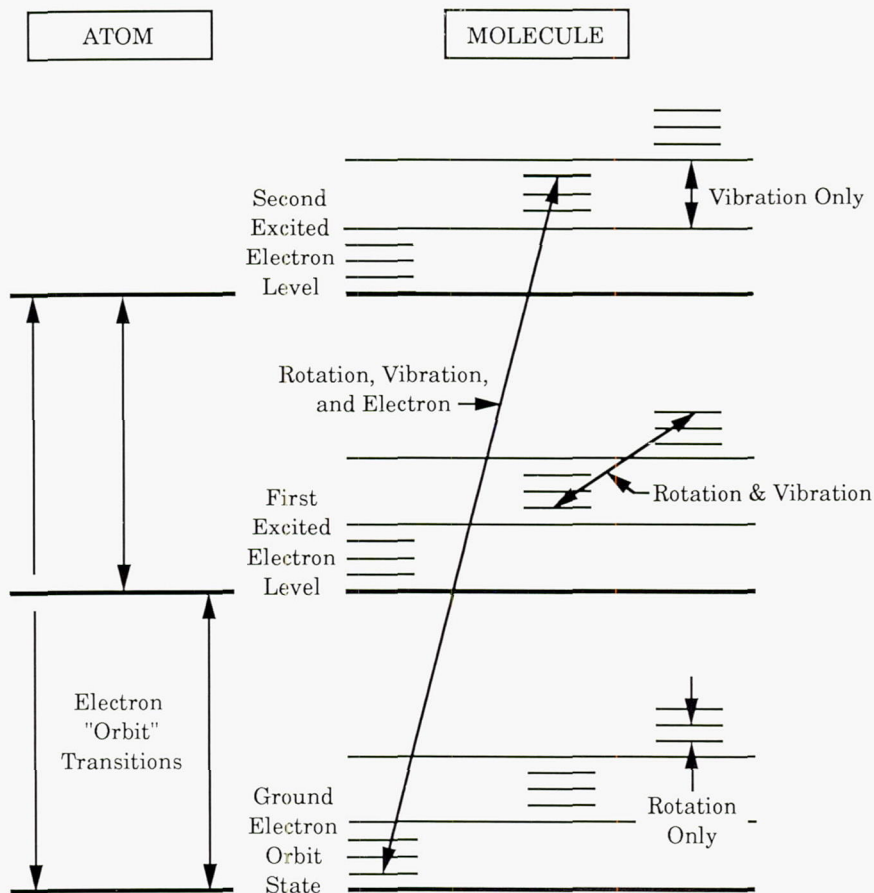 ATOM
MOLECULE
Second
Excited
Electron
Level
Vibration Only
Rotation, Vibration,
and Electron
First
Excited
Electron
Level
Rotation & Vibration
Electron
"Orbit"
Transitions
Ground
Electron
Orbit
State
Rotation
Only